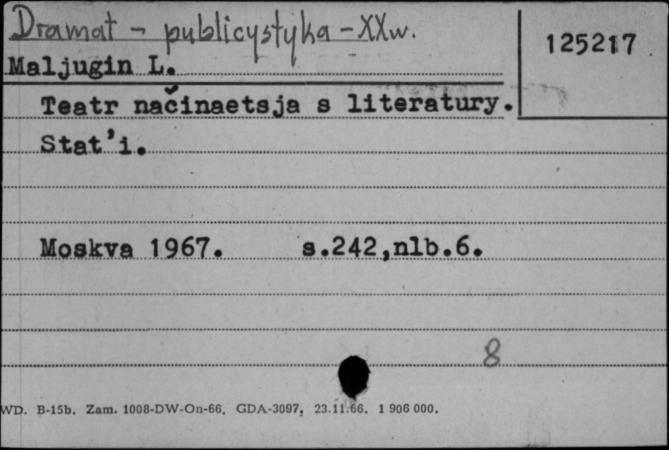 Dramat - publicystyka - XX w.
125217
Maljugin L.
Teatr načinaetsja s literatury.
Stat'i.
Moskva 1967. s.242,nlb.6.
8
WD. B-15b. Zam. 1008-DW-On-66. GDA-3097, 23.11.66. 1 906 000.